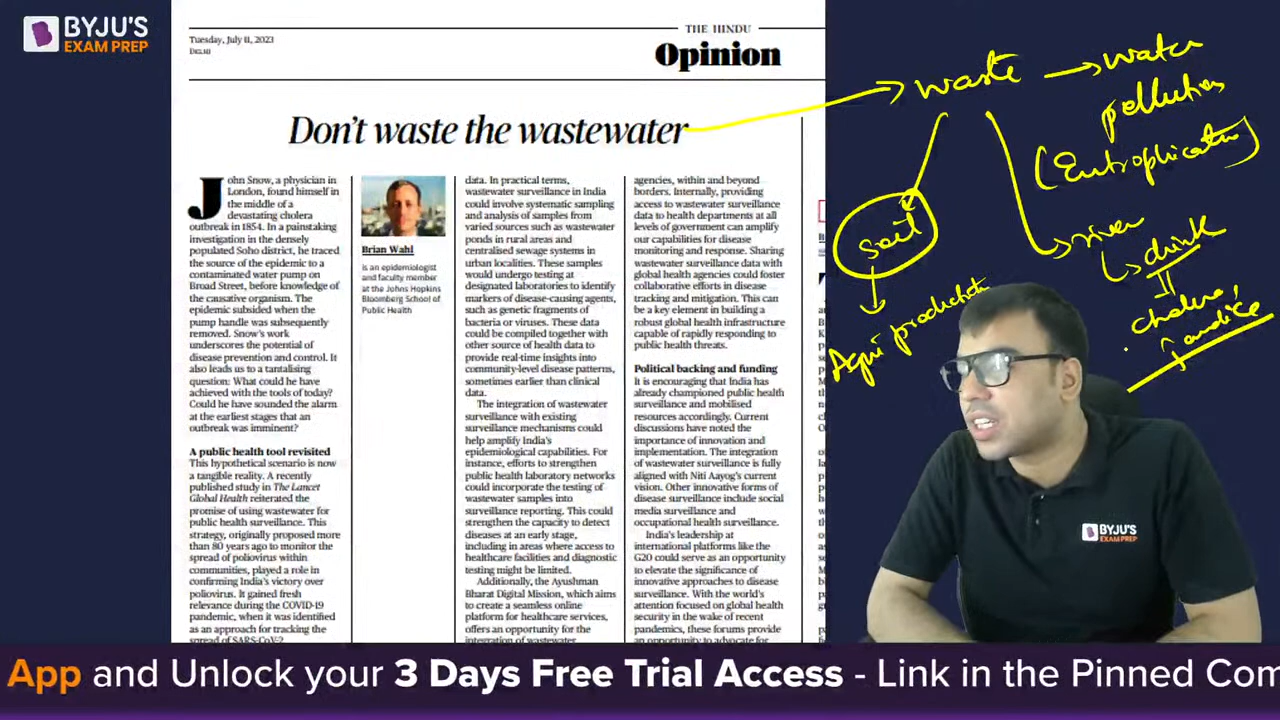 BYJU'S
EXAM PREP
Tuesday, July 11, 2023
DELHI
THE HINDU
Opinion
Don't waste the wastewater
John Snow, a physician in
London, found himself in
the middle of a
devastating cholera
outbreak in 1854. In a painstaking
investigation in the densely
populated Soho district, he traced
the source of the epidemic to a
contaminated water pump on
Broad Street, before knowledge of
the causative organism. The
epidemic subsided when the
pump handle was subsequently
removed. Snow's work
underscores the potential of
disease prevention and control. It
also leads us to a tantalising
question: What could he have
achieved with the tools of today?
Could he have sounded the alarm
at the earliest stages that an
outbreak was imminent?
A public health tool revisited
This hypothetical scenario is now
a tangible reality. A recently
published study in The Lancet
Global Health reiterated the
promise of using wastewater for
public health surveillance. This
strategy, originally proposed more
than 80 years ago to monitor the
spread of poliovirus within
communities, played a role in
confirming India's victory over
poliovirus. It gained fresh
relevance during the COVID-19
pandemic, when it was identified
as an approach for tracking the
spread of SARS-CoV-2
Brian Wahl
is an epidemiologist
and faculty member
at the Johns Hopkins
Bloomberg School of
Public Health
data. In practical terms,
wastewater surveillance in India
could involve systematic sampling
and analysis of samples from
varied sources such as wastewater
ponds in rural areas and
centralised sewage systems in
urban localities. These samples
would undergo testing at
designated laboratories to identify
markers of disease-causing agents,
such as genetic fragments of
bacteria or viruses. These data
could be compiled together with
other source of health data to
provide real-time insights into
community-level disease patterns,
sometimes earlier than clinical
data.
The integration of wastewater
surveillance with existing
surveillance mechanisms could
help amplify India's
epidemiological capabilities. For
instance, efforts to strengthen
public health laboratory networks
could incorporate the testing of
wastewater samples into
surveillance reporting. This could
strengthen the capacity to detect
diseases at an early stage,
including in areas where access to
healthcare facilities and diagnostic
testing might be limited.
Additionally, the Ayushman
Bharat Digital Mission, which aims
to create a seamless online
platform for healthcare services,
offers an opportunity for the
integration of wastewater
agencies, within and beyond
borders. Internally, providing
access to wastewater surveillance
data to health departments at all
levels of government can amplify
our capabilities for disease
monitoring and response. Sharing
wastewater surveillance data with
global health agencies could foster
collaborative efforts in disease
tracking and mitigation. This can
be a key element in building a
robust global health infrastructure
capable of rapidly responding to
public health threats.
Political backing and funding
It is encouraging that India has
already championed public health
surveillance and mobilised
resources accordingly. Current
discussions have noted the
importance of innovation and
implementation. The integration
of wastewater surveillance is fully
aligned with Niti Aayog's current
vision. Other innovative forms of
disease surveillance include social
media surveillance and
occupational health surveillance.
India's leadership at
international platforms like the
G20 could serve as an opportunity
to elevate the significance of
innovative approaches to disease
surveillance. With the world's
attention focused on global health
security in the wake of recent
pandemics, these forums provide
an opportunity to advocate for
waste → water
pollution
(Eutrophication)
soil
Agri production
river
drink
cholera,
jaundice
BYJU'S
EXAM PREP
App and Unlock your 3 Days Free Trial Access - Link in the Pinned Com